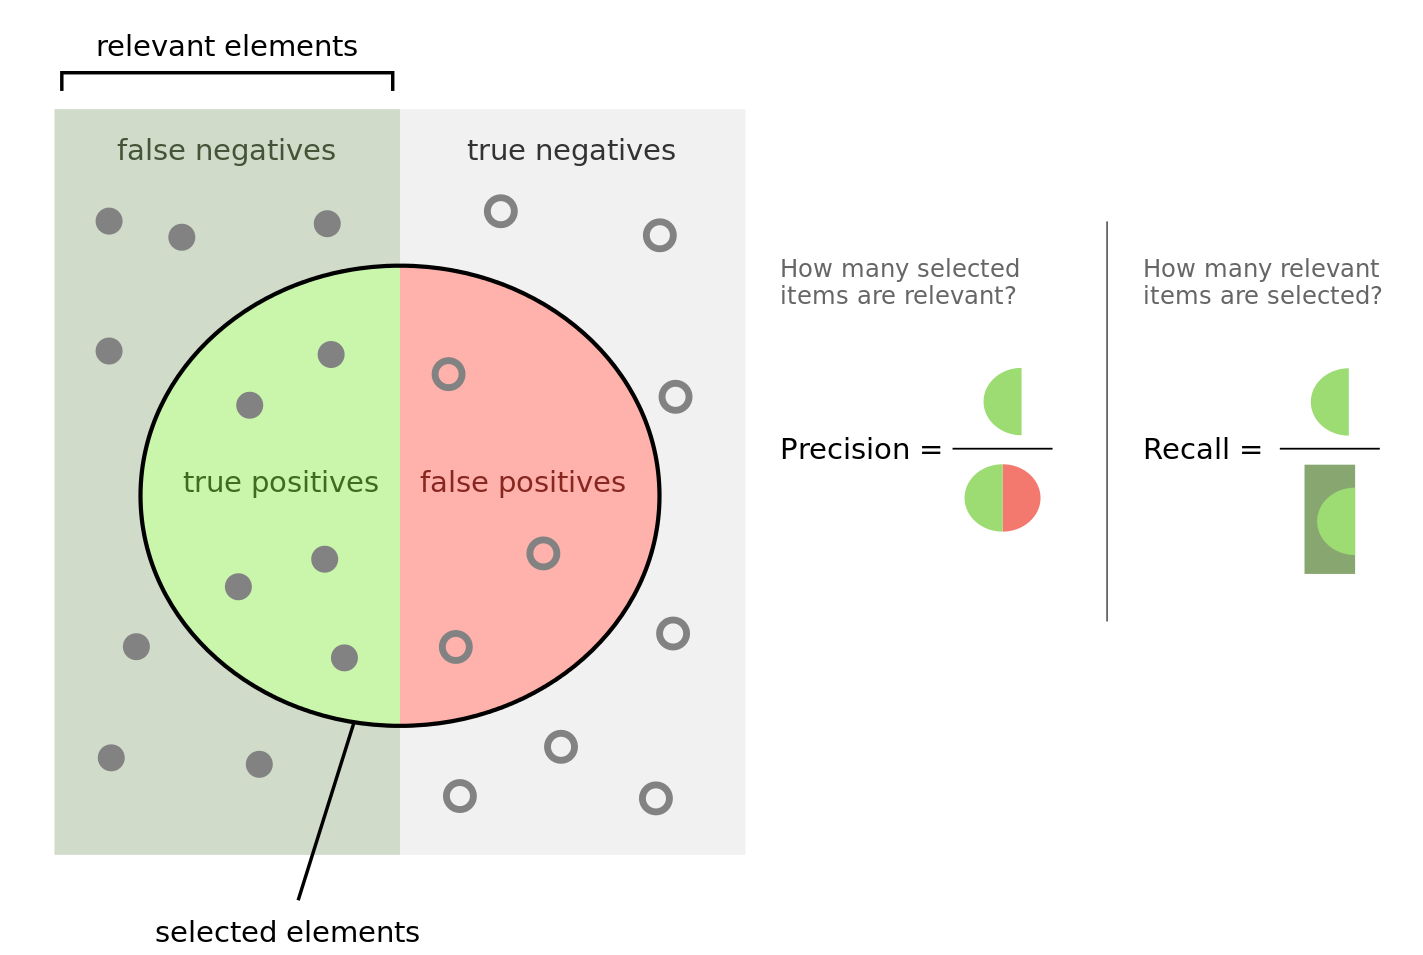 relevant elements
false negatives
true negatives
true positives
false positives
selected elements
How many selected
items are relevant?
Precision =
How many relevant
items are selected?
Recall =